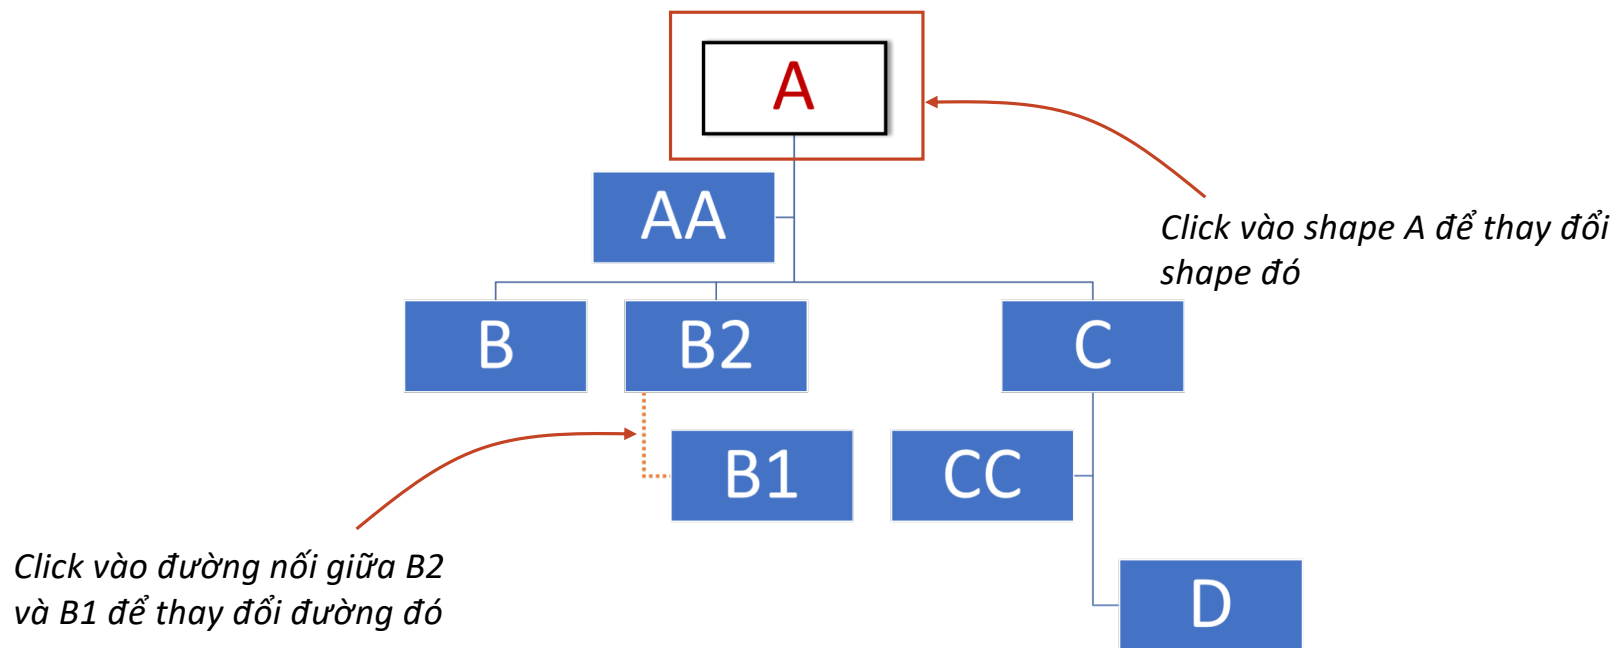 A
AA
Click vào shape A để thay đổi
shape đó
B
B2
C
B1
CC
Click vào đường nối giữa B2
và B1 để thay đổi đường đó
D